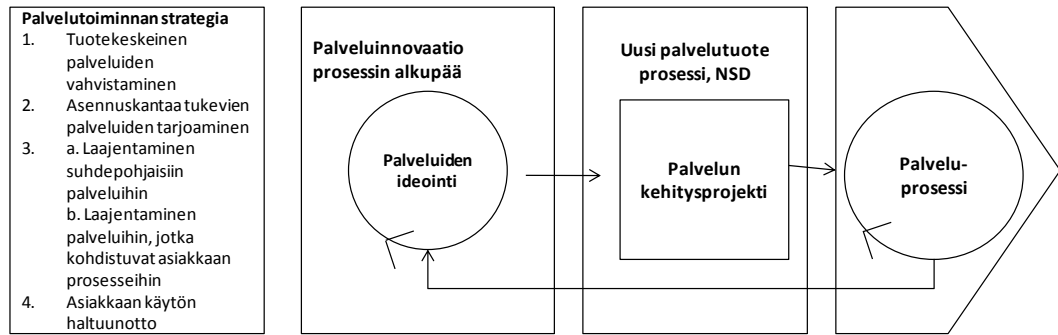 Palvelutoiminnan strategia
1. Tuotekeskeinen
palveluiden
vahvistaminen
2. Asennuskantaa tukevien
palveluiden tarjoaminen
3. a. Laajentaminen
suhdepohjaisiin
palveluihin
b. Laajentaminen
palveluihin, jotka
kohdistuvat asiakkaan
prosesseihin
4. Asiakkaan käytön
haltuunotto
Palveluinnovaatio
prosessin alkupää
Palveluiden
ideointi
Uusi palvelutuote
prosessi, NSD
Palvelun
kehitysprojekti
Palvelu-
prosessi